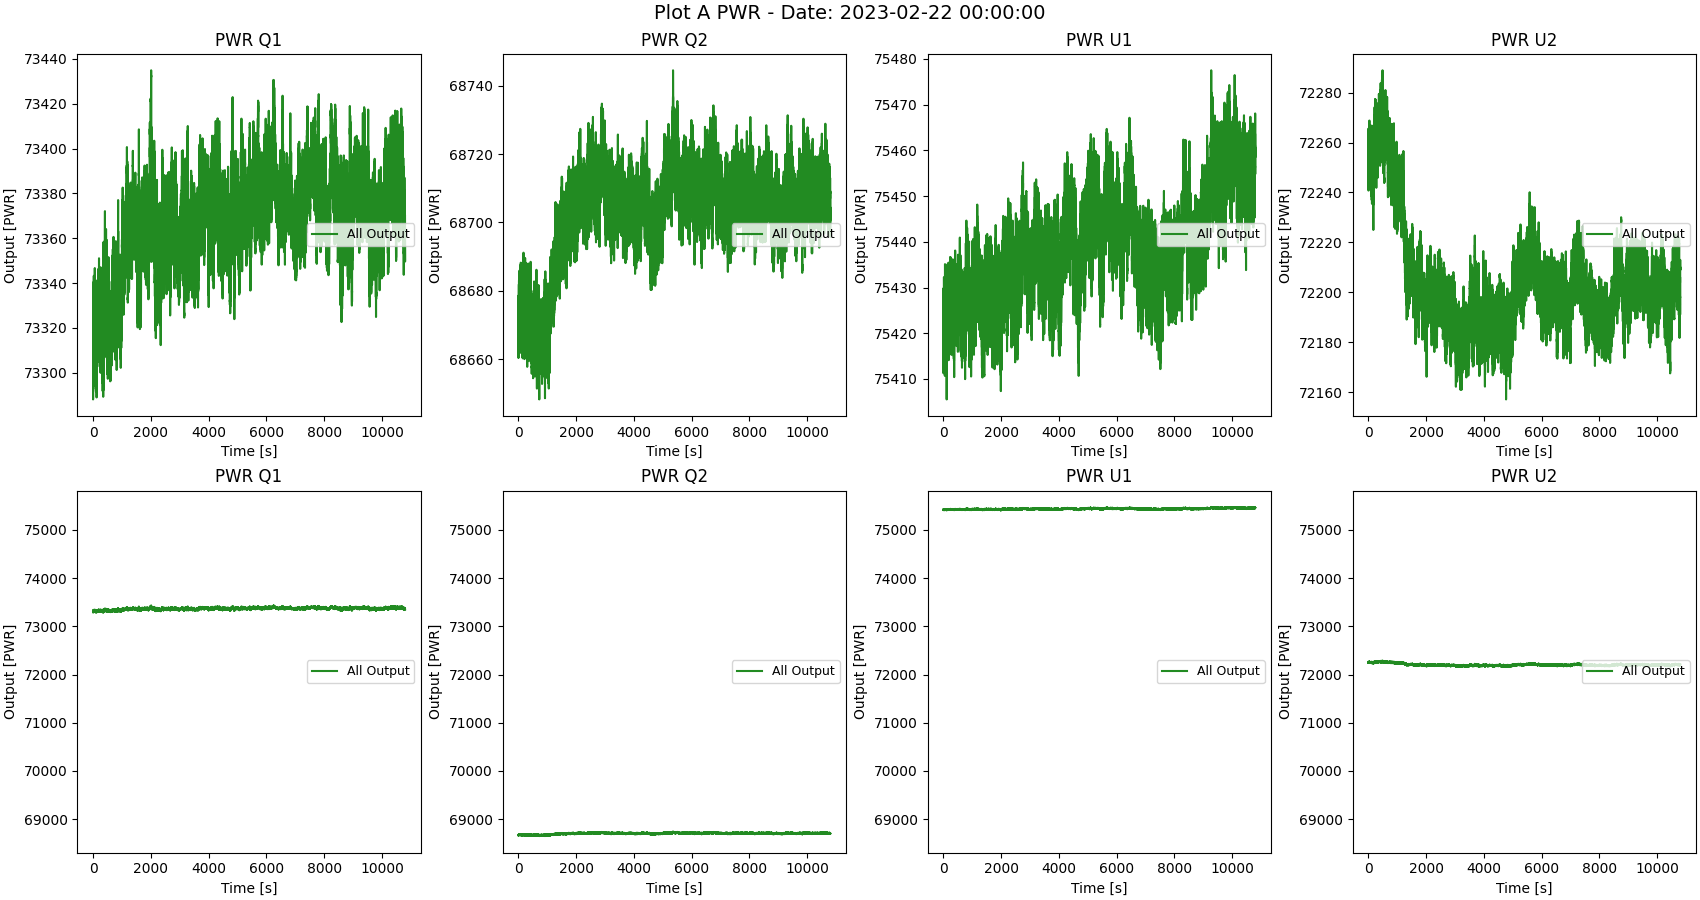 Plot A PWR - Date: 2023-02-22 00:00:00
PWR Q1
Output [PWR]
73440
73420
73400
73380
73360
73340
73320
73300
All Output
0 2000 4000 6000 8000 10000
Time [s]
PWR Q2
Output [PWR]
68740
68720
68700
68680
68660
All Output
0 2000 4000 6000 8000 10000
Time [s]
PWR U1
Output [PWR]
75480
75470
75460
75450
75440
75430
75420
75410
All Output
0 2000 4000 6000 8000 10000
Time [s]
PWR U2
Output [PWR]
72280
72260
72240
72220
72200
72180
72160
All Output
0 2000 4000 6000 8000 10000
Time [s]
PWR Q1
Output [PWR]
75000
74000
73000
72000
71000
70000
69000
All Output
0 2000 4000 6000 8000 10000
Time [s]
PWR Q2
Output [PWR]
75000
74000
73000
72000
71000
70000
69000
All Output
0 2000 4000 6000 8000 10000
Time [s]
PWR U1
Output [PWR]
75000
74000
73000
72000
71000
70000
69000
All Output
0 2000 4000 6000 8000 10000
Time [s]
PWR U2
Output [PWR]
75000
74000
73000
72000
71000
70000
69000
All Output
0 2000 4000 6000 8000 10000
Time [s]